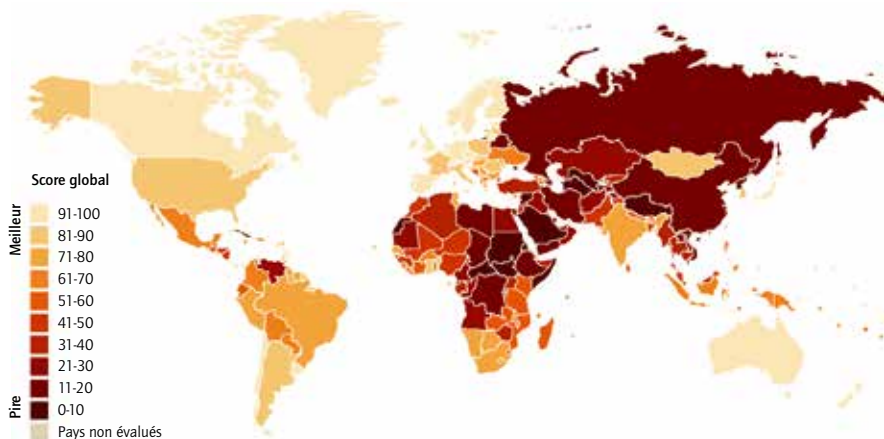 Score global
Meilleur
91-100
81-90
71-80
61-70
51-60
41-50
31-40
21-30
11-20
0-10
Pire
Pays non évalués